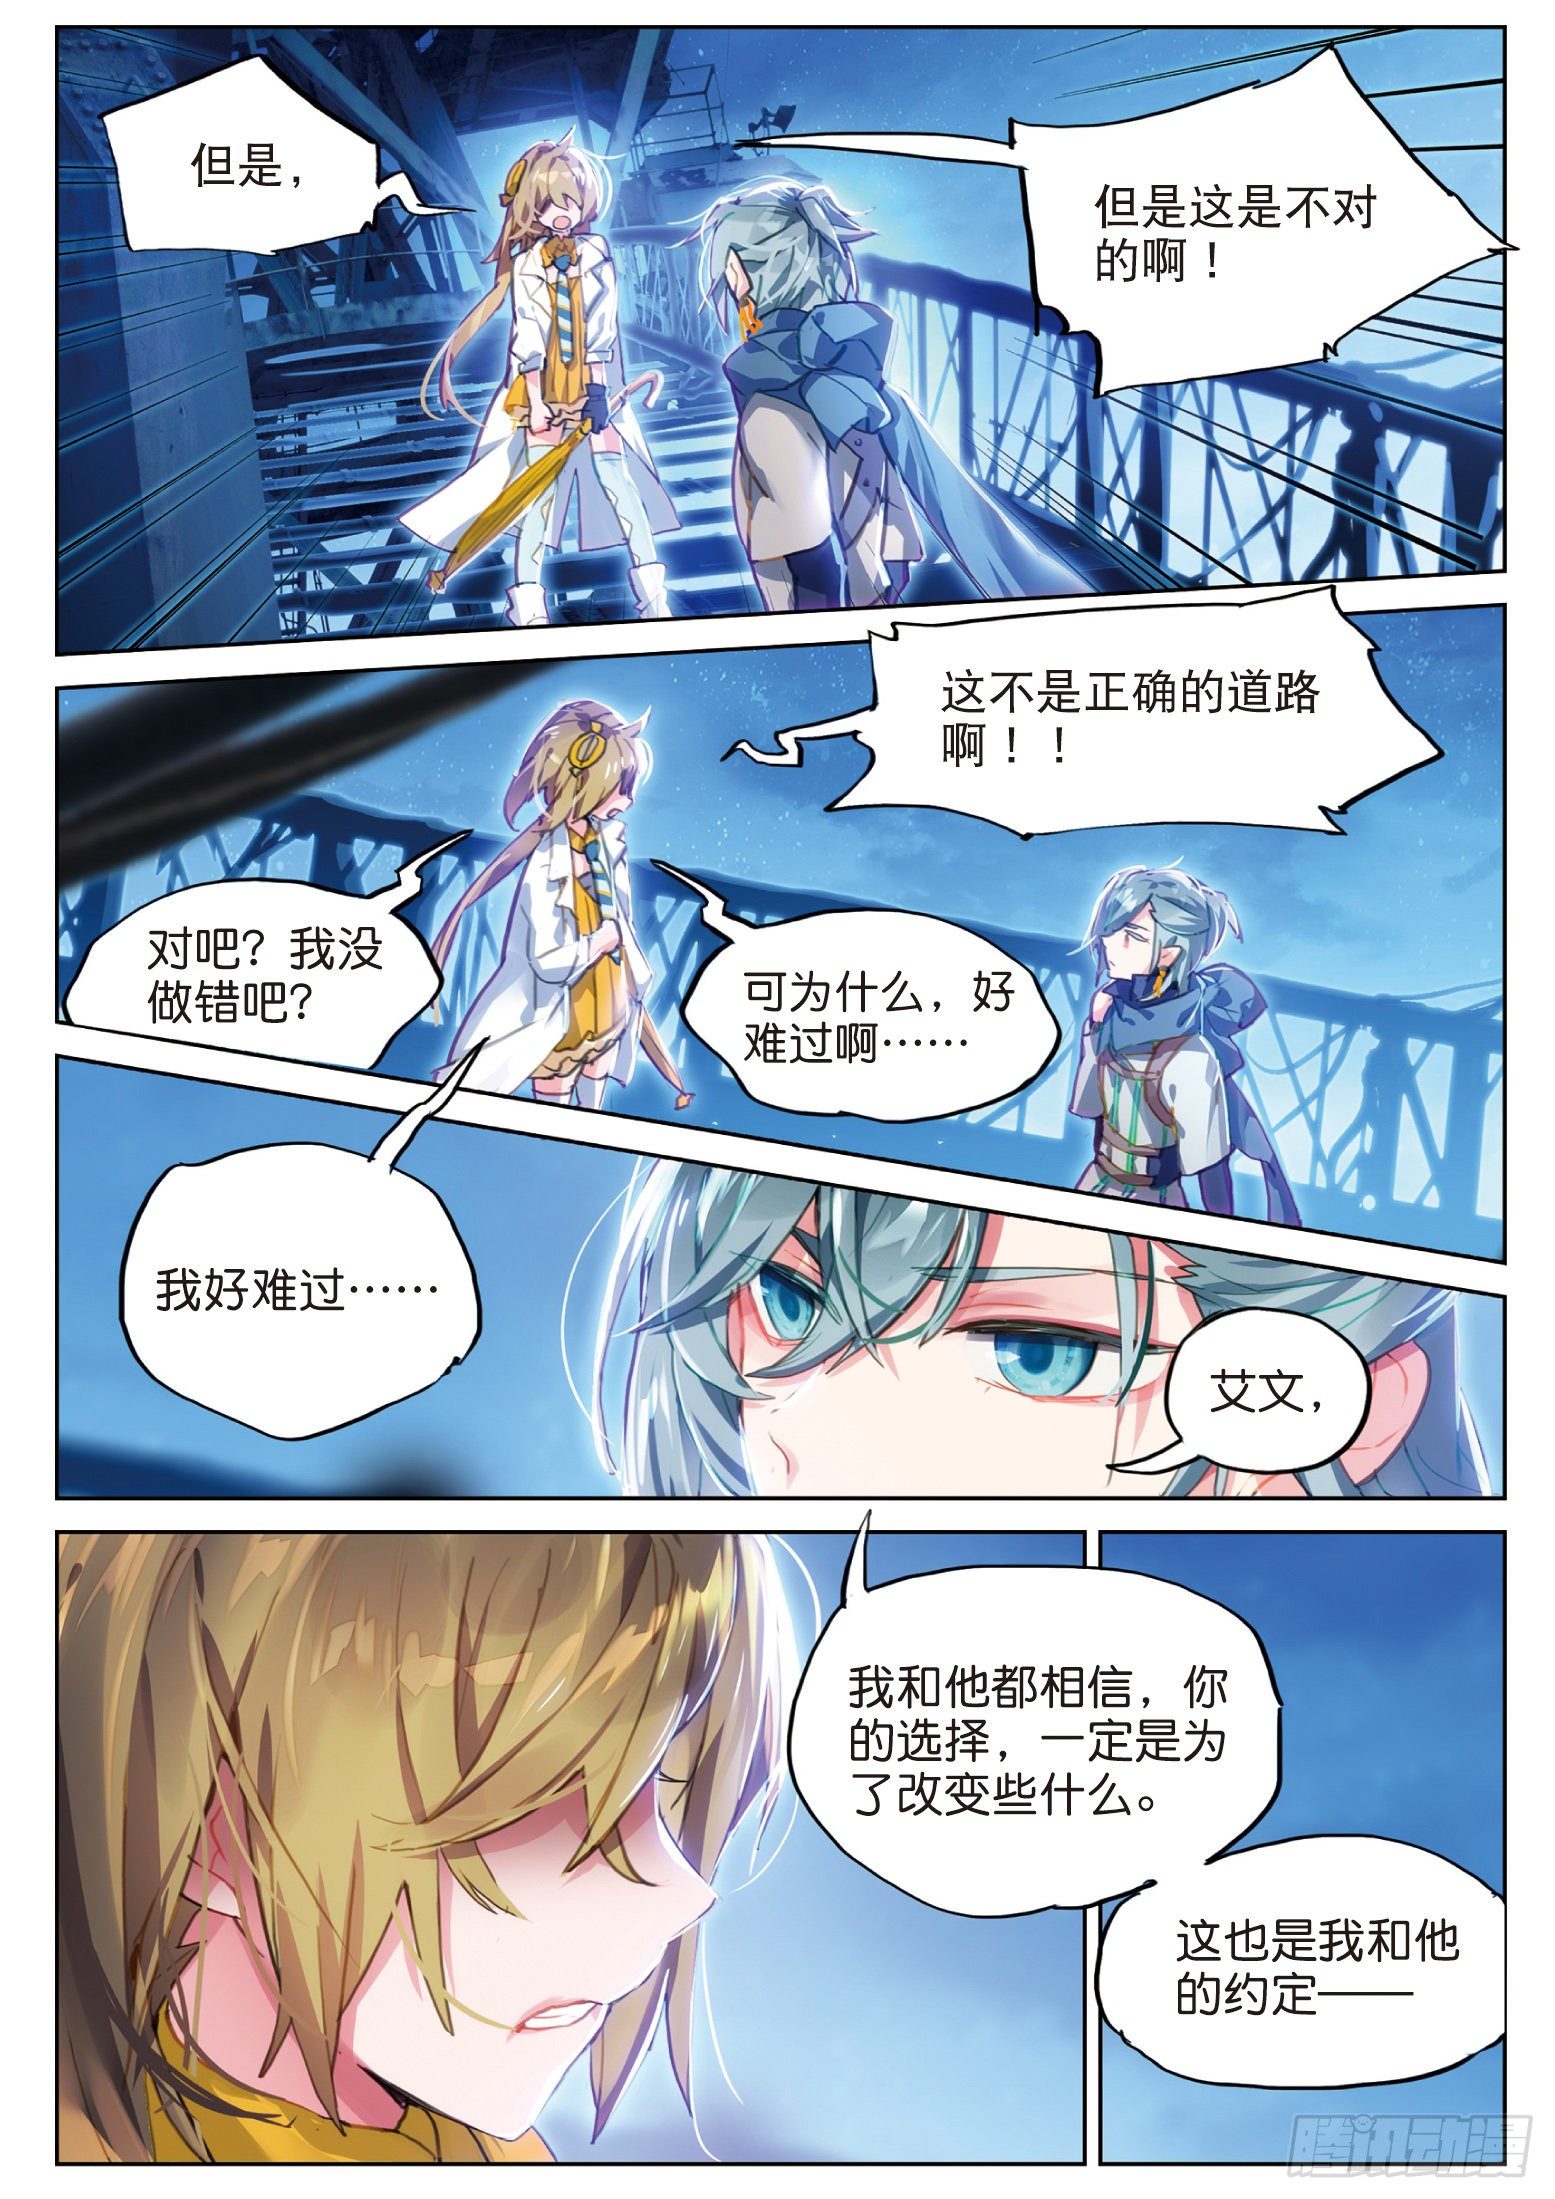 但是，
但是这是不对
的啊！
这不是正确的道路
啊！！
对吧？我没
做错吧？
可为什么，好
难过啊……
我好难过……
艾文，
我和他都相信，你
的选择，一定是为
了改变些什么。
这也是我和他
的约定——
腾讯动漫